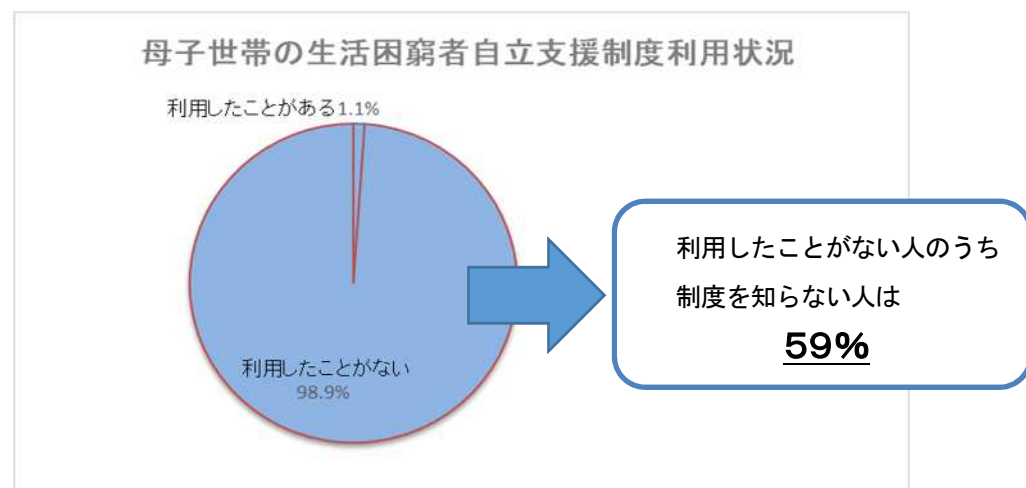 母子世帯の生活困窮者自立支援制度利用状況
利用したことがある1.1%
利用したことがない
98.9%
利用したことがない人のうち
制度を知らない人は
59%